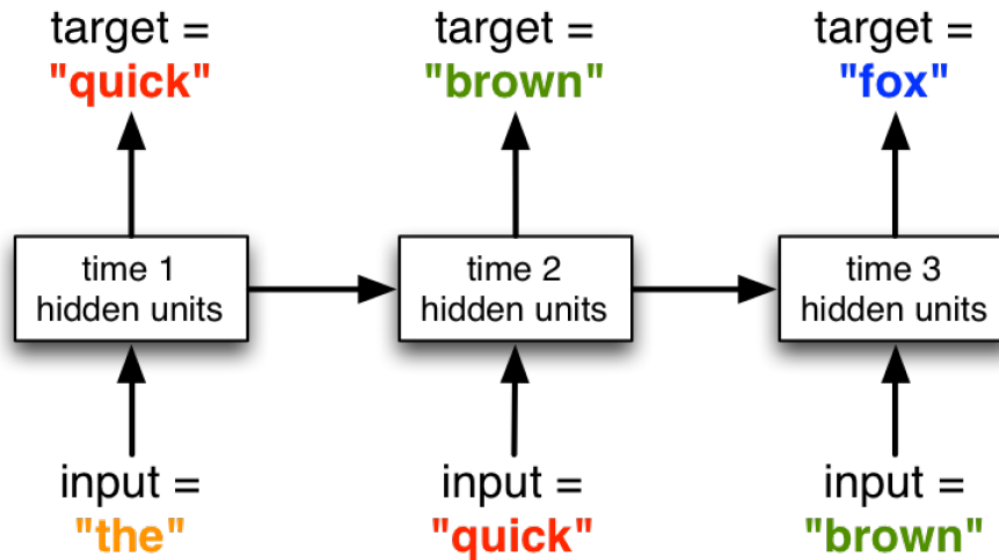 target =
"quick"
target =
"brown"
target =
"fox"
time 1
hidden units
time 2
hidden units
time 3
hidden units
input =
"the"
input =
"quick"
input =
"brown"